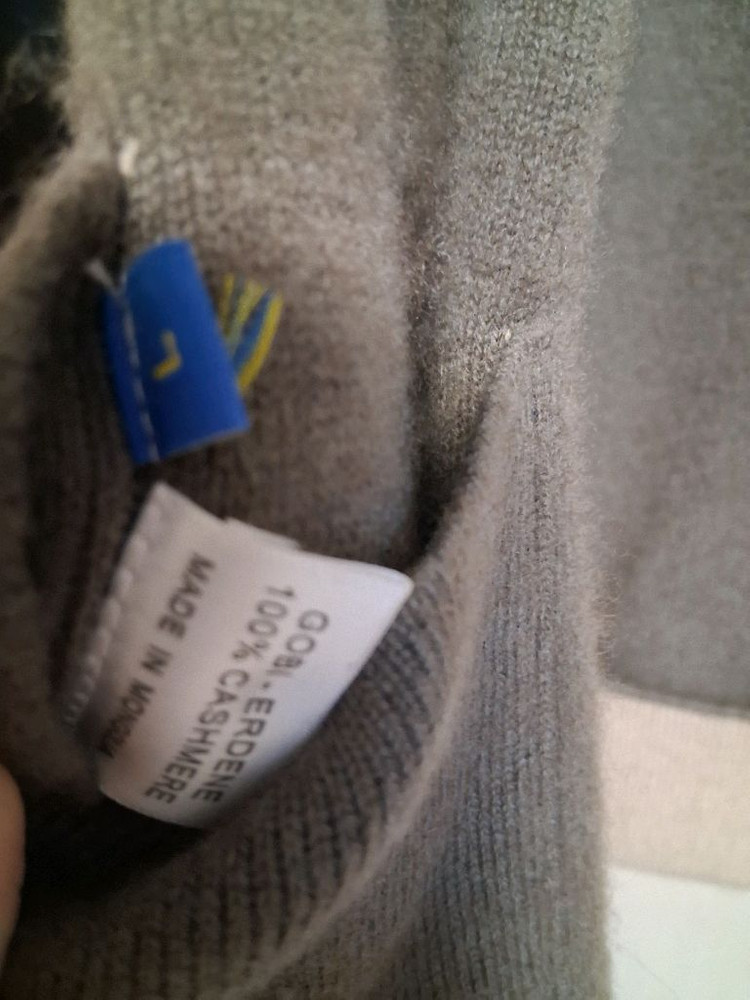 L
GOBI-ERDENE
100% CASHMERE
MADE IN MONGOLIA